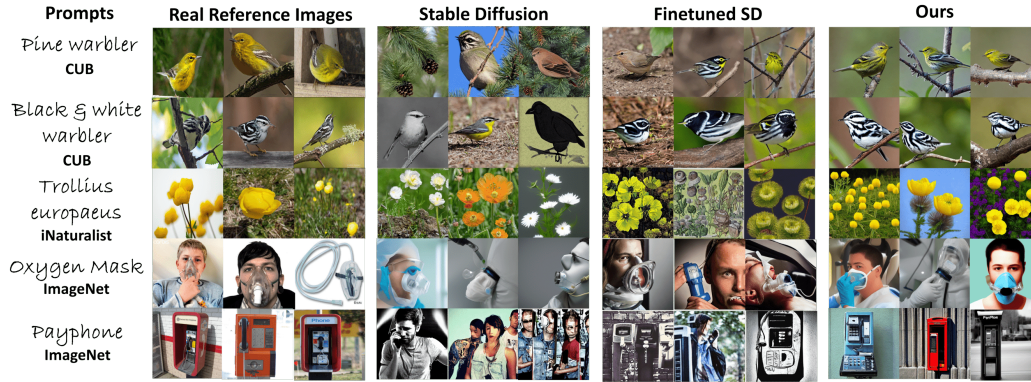 Prompts Real Reference Images Stable Diffusion Finetuned SD Ours
Pine warbler
CUB
Black & white
warbler
CUB
Trollius
europaeus
iNaturalist
Oxygen Mask
ImageNet
Payphone
ImageNet
Phone